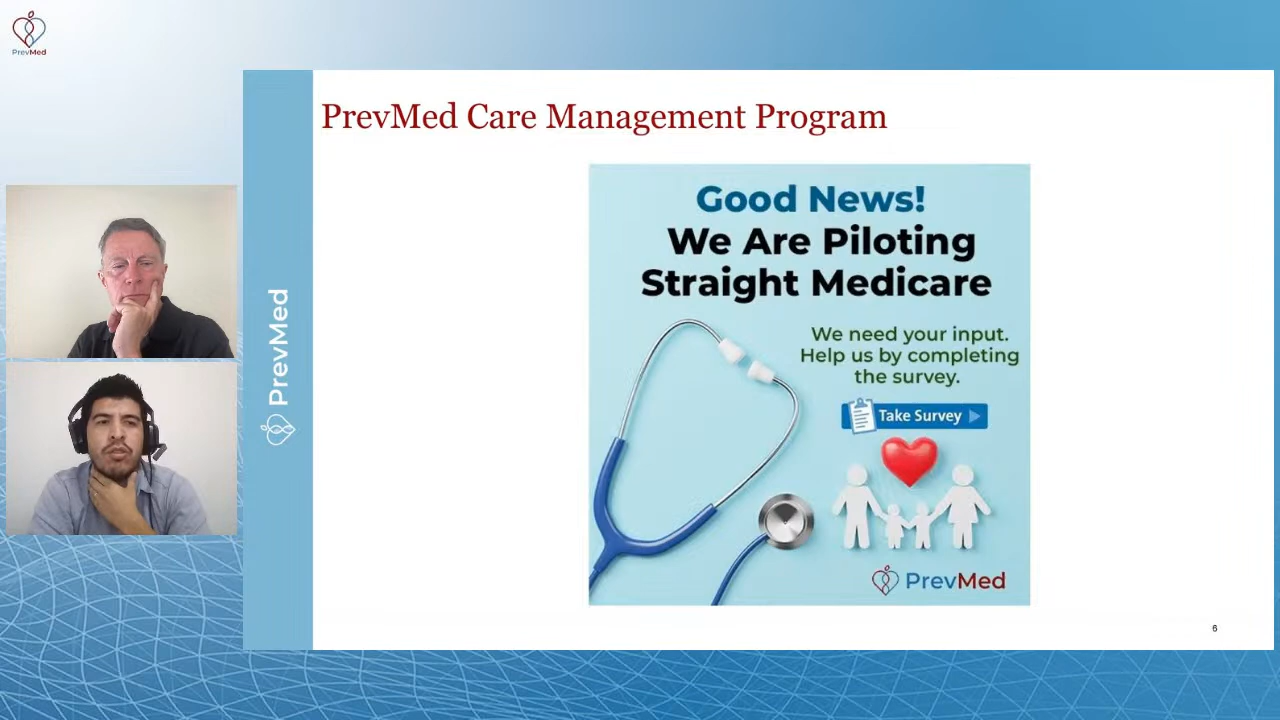 PrevMed
PrevMed Care Management Program
PrevMed
Good News!
We Are Piloting
Straight Medicare
We need your input.
Help us by completing
the survey.
Take Survey
PrevMed
6